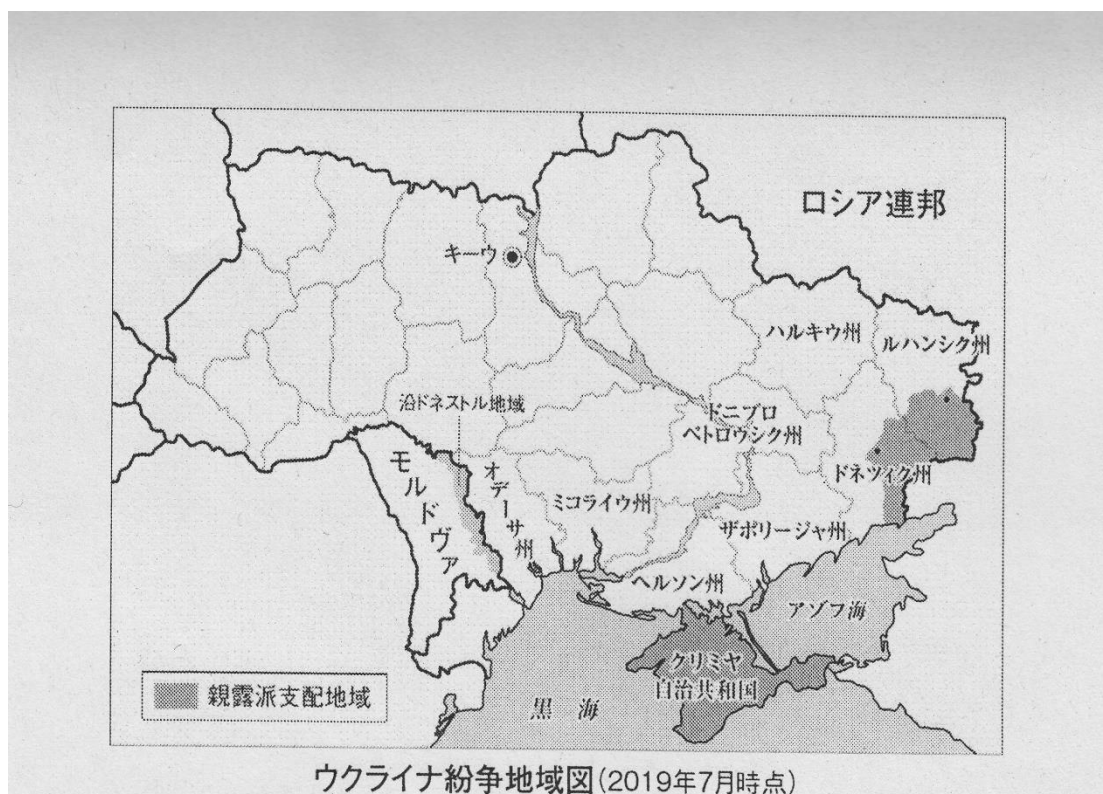 ロシア連邦
キーウ
ハルキウ州
ルハンシク州
沿ドネストル地域
ドニプロ
ペトロウシク州
ドネツィク州
モルドヴァ
オデーサ州
ミコライウ州
ザポリージャ州
ヘルソン州
アゾフ海
クリミヤ
自治共和国
黒海
親露派支配地域
ウクライナ紛争地域図(2019年7月時点)